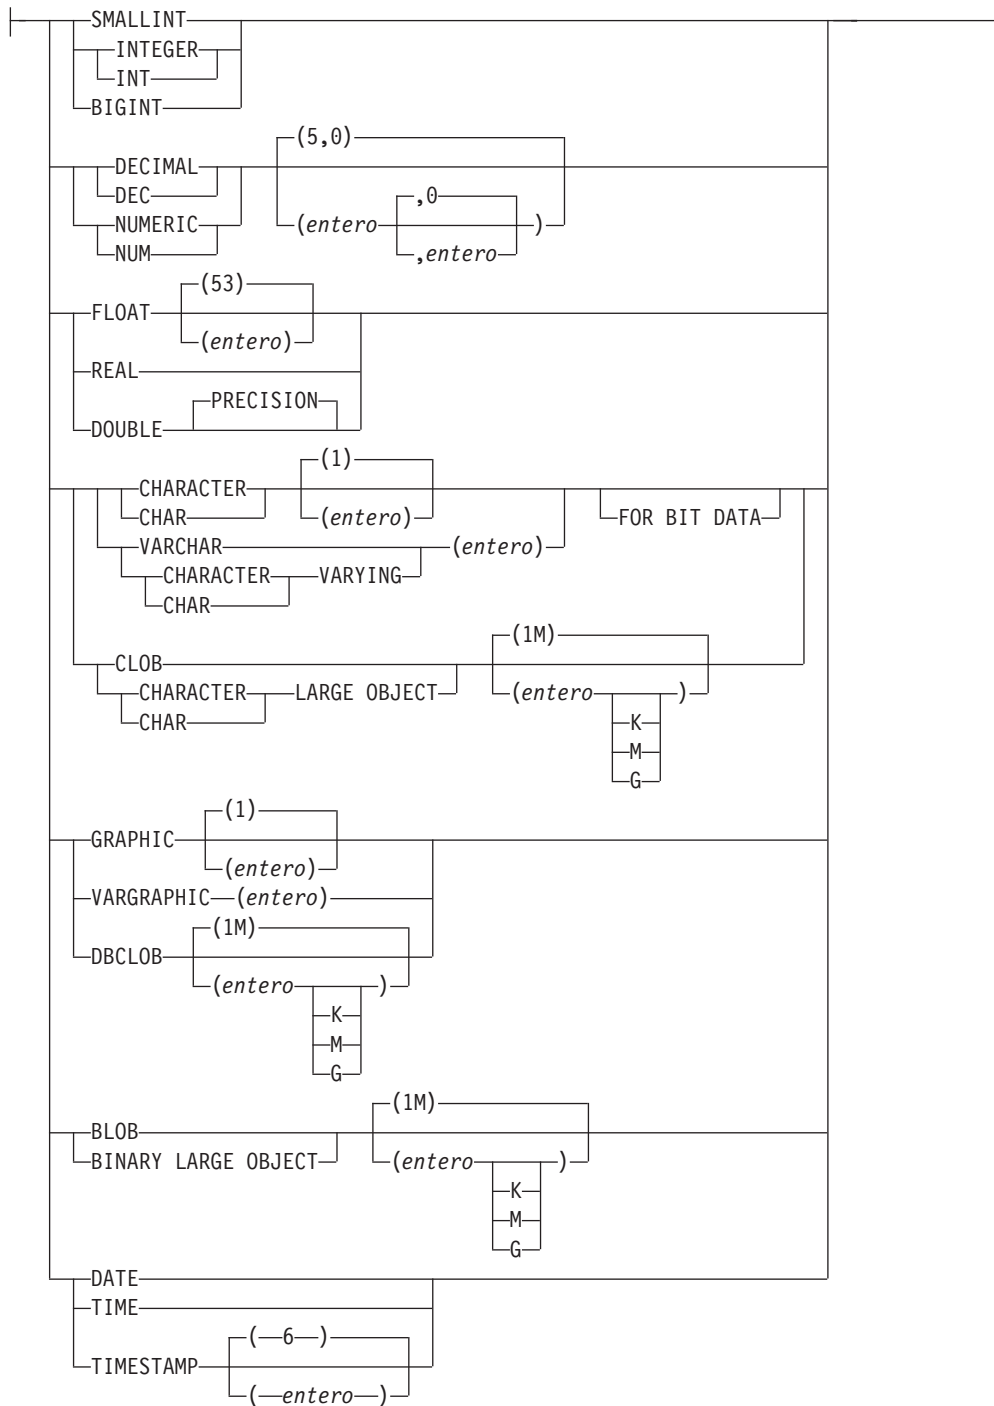 SMALLINT
INTEGER
INT
BIGINT
(5,0)
DECIMAL
DEC
,0
NUMERIC
(entero )
NUM
,entero
(53)
FLOAT
(entero)
REAL
PRECISION
DOUBLE
(1)
CHARACTER
CHAR
(entero)
FOR BIT DATA
VARCHAR
(entero)
CHARACTER
VARYING
CHAR
(1M)
CLOB
CHARACTER
LARGE OBJECT
(entero )
CHAR
K
M
G
(1)
GRAPHIC
(entero)
VARGRAPHIC (entero)
(1M)
DBCLOB
(entero )
K
M
G
(1M)
BLOB
BINARY LARGE OBJECT
(entero )
K
M
G
DATE
TIME
( 6 )
TIMESTAMP
( entero )